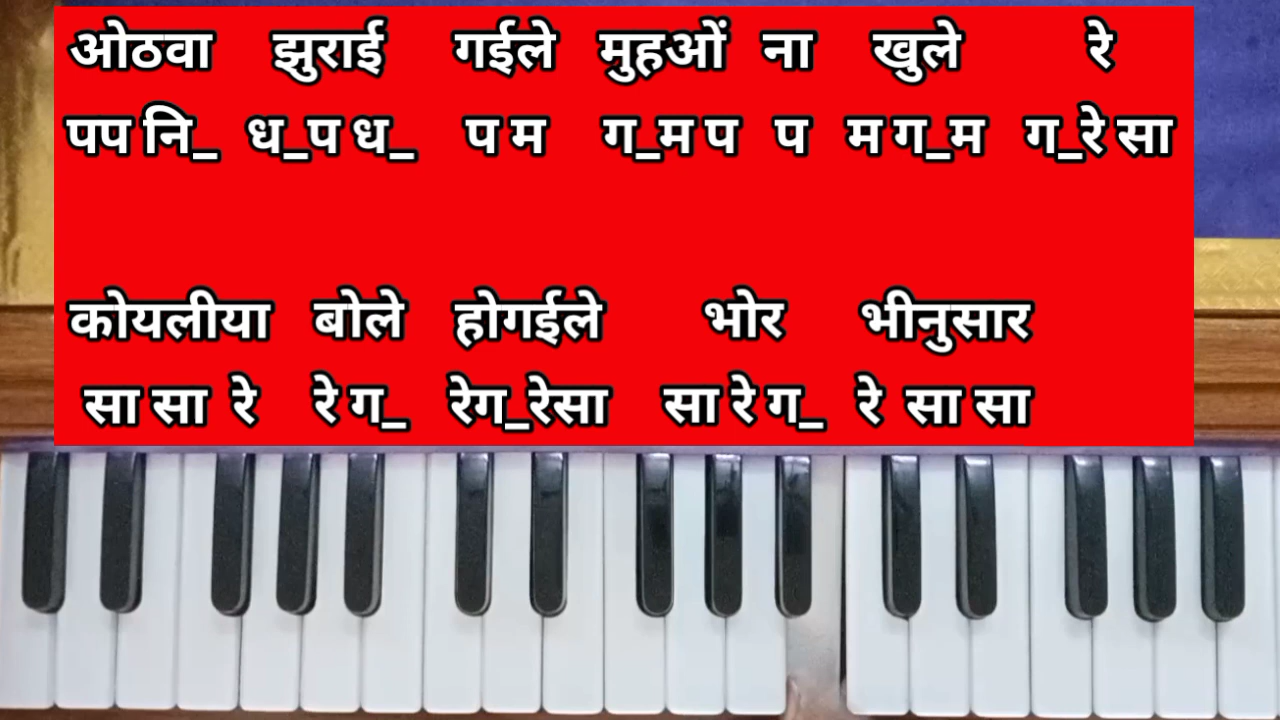 ओठवा झुराई गईले मुहओं ना खुले रे
पप नि_ ध_प ध_ प म ग_म प प म ग_म ग_रे सा
कोयलीया बोले होगईले भोर भीनुसार
सा सा रे रे ग_ रेग_रेसा सा रे ग_ रे सा सा